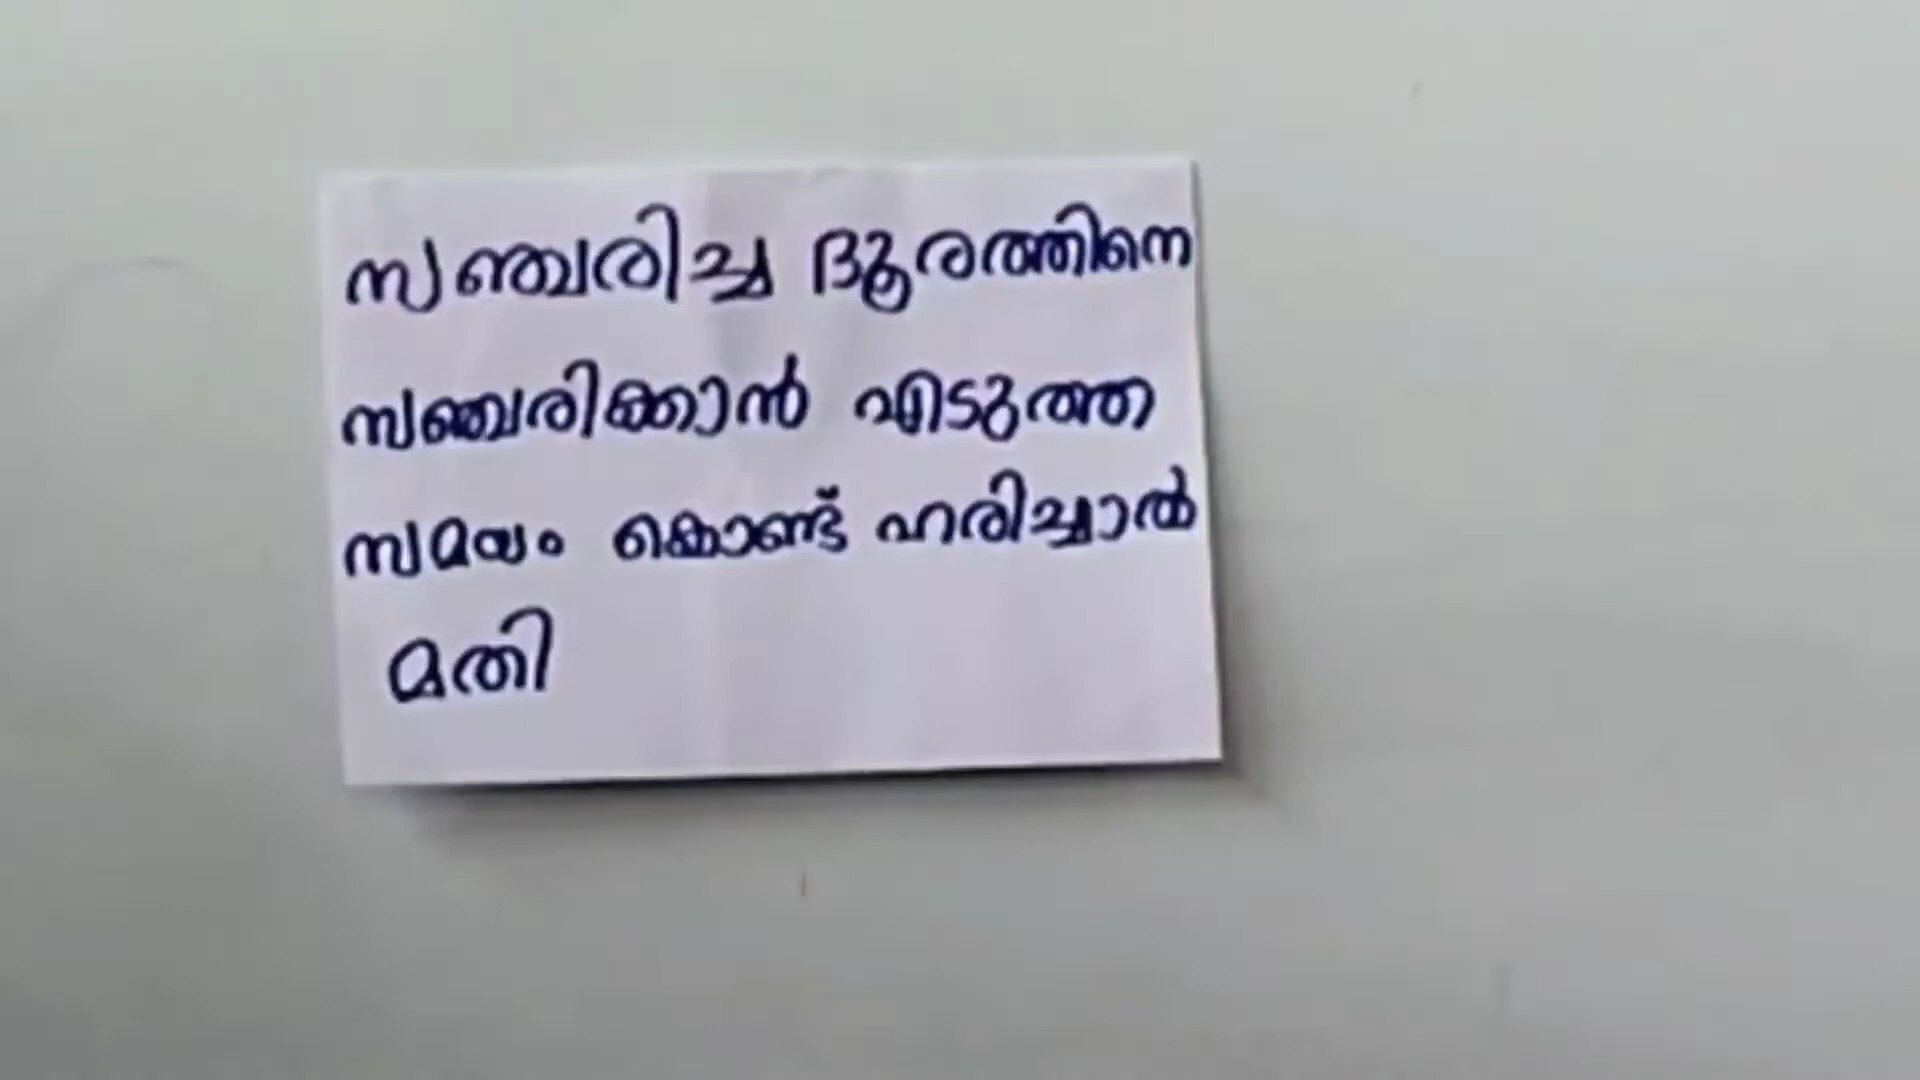 സഞ്ചരിച്ച ദൂരത്തിനെ
സഞ്ചരിക്കാൻ എടുത്ത
സമയം കൊണ്ട് ഹരിച്ചാൽ
മതി